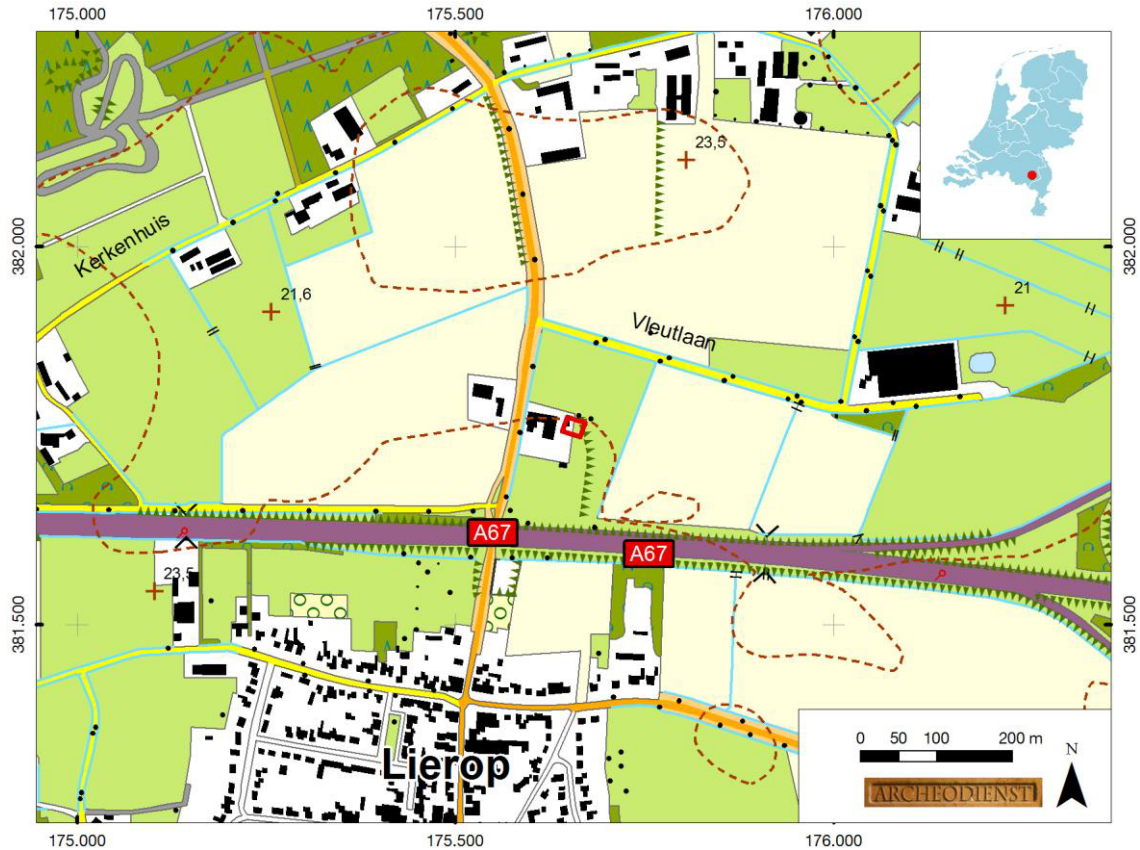 175.000 175.500 176.000
382.000
382.000
23,5
Kerkenhuis
21,6
21
Vleutlaan
A67
A67
23,5
381.500
381.500
Lierop
0 50 100 200 m
N
ARCHEODIENST
175.000 175.500 176.000